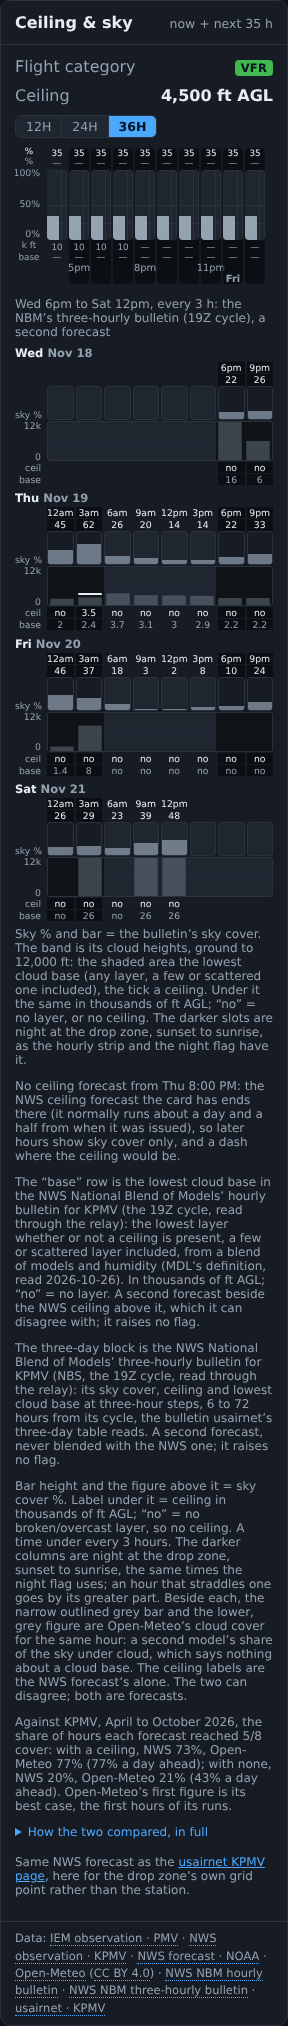 Ceiling & sky now + next 35 h
Flight category VFR
Ceiling 4,500 ft AGL
12H 24H 36H
% 35 35 35 35 35 35 35 35 35 35
% — — — — — — — — — —
100%
50%
0%
k ft 10 10 10 10 — — — — — —
base — — — — — — — — — —
5pm 8pm 11pm
Fri
Wed 6pm to Sat 12pm, every 3 h: the
NBM’s three-hourly bulletin (19Z cycle), a
second forecast
Wed Nov 18
6pm 9pm
22 26
sky %
12k
0
ceil no no
base 16 6
Thu Nov 19
12am 3am 6am 9am 12pm 3pm 6pm 9pm
45 62 26 20 14 14 22 33
sky %
12k
0
ceil no 3.5 no no no no no no
base 2 2.4 3.7 3.1 3 2.9 2.2 2.2
Fri Nov 20
12am 3am 6am 9am 12pm 3pm 6pm 9pm
46 37 18 3 2 8 10 24
sky %
12k
0
ceil no no no no no no no no
base 1.4 8 no no no no no no
Sat Nov 21
12am 3am 6am 9am 12pm
26 29 23 39 48
sky %
12k
0
ceil no no no no no
base no 26 no 26 26
Sky % and bar = the bulletin’s sky cover.
The band is its cloud heights, ground to
12,000 ft: the shaded area the lowest
cloud base (any layer, a few or scattered
one included), the tick a ceiling. Under it
the same in thousands of ft AGL; “no” =
no layer, or no ceiling. The darker slots are
night at the drop zone, sunset to sunrise,
as the hourly strip and the night flag have
it.
No ceiling forecast from Thu 8:00 PM: the
NWS ceiling forecast the card has ends
there (it normally runs about a day and a
half from when it was issued), so later
hours show sky cover only, and a dash
where the ceiling would be.
The “base” row is the lowest cloud base in
the NWS National Blend of Models’ hourly
bulletin for KPMV (the 19Z cycle, read
through the relay): the lowest layer
whether or not a ceiling is present, a few
or scattered layer included, from a blend
of models and humidity (MDL’s definition,
read 2026-10-26). In thousands of ft AGL;
“no” = no layer. A second forecast beside
the NWS ceiling above it, which it can
disagree with; it raises no flag.
The three-day block is the NWS National
Blend of Models’ three-hourly bulletin for
KPMV (NBS, the 19Z cycle, read through
the relay): its sky cover, ceiling and lowest
cloud base at three-hour steps, 6 to 72
hours from its cycle, the bulletin usairnet’s
three-day table reads. A second forecast,
never blended with the NWS one; it raises
no flag.
Bar height and the figure above it = sky
cover %. Label under it = ceiling in
thousands of ft AGL; “no” = no
broken/overcast layer, so no ceiling. A
time under every 3 hours. The darker
columns are night at the drop zone,
sunset to sunrise, the same times the
night flag uses; an hour that straddles one
goes by its greater part. Beside each, the
narrow outlined grey bar and the lower,
grey figure are Open-Meteo’s cloud cover
for the same hour: a second model’s share
of the sky under cloud, which says nothing
about a cloud base. The ceiling labels are
the NWS forecast’s alone. The two can
disagree; both are forecasts.
Against KPMV, April to October 2026, the
share of hours each forecast reached 5/8
cover: with a ceiling, NWS 73%, Open-
Meteo 77% (77% a day ahead); with none,
NWS 20%, Open-Meteo 21% (43% a day
ahead). Open-Meteo’s first figure is its
best case, the first hours of its runs.
▶ How the two compared, in full
Same NWS forecast as the usairnet KPMV
page, here for the drop zone’s own grid
point rather than the station.
Data: IEM observation · PMV · NWS
observation · KPMV · NWS forecast · NOAA ·
Open-Meteo (CC BY 4.0) · NWS NBM hourly
bulletin · NWS NBM three-hourly bulletin ·
usairnet · KPMV